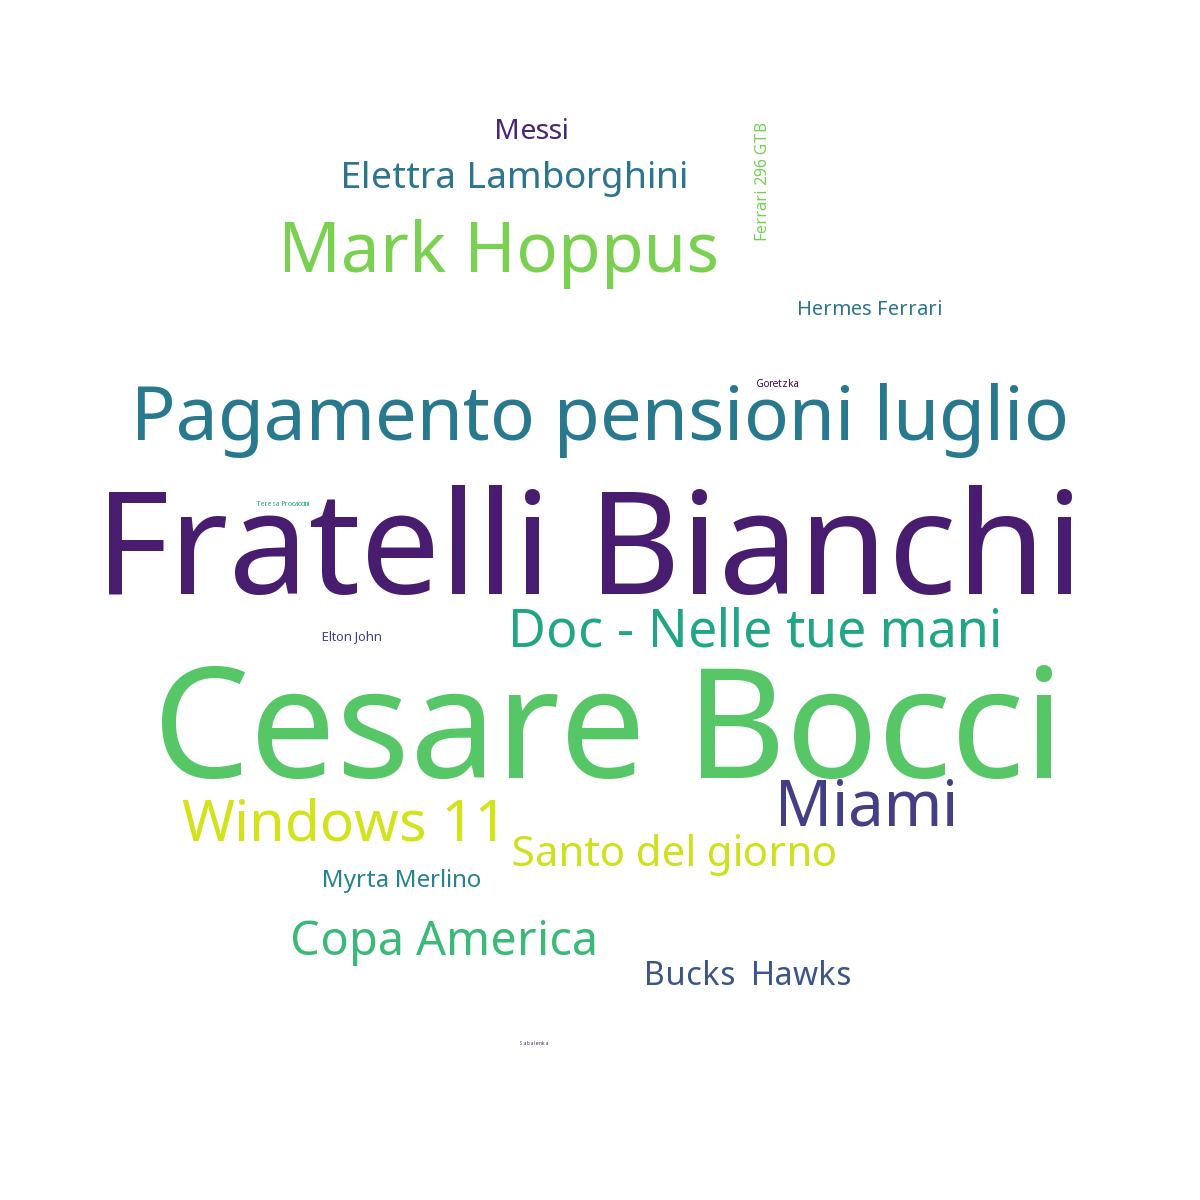 Messi
Ferrari 296 GTB
Elettra Lamborghini
Mark Hoppus
Hermes Ferrari
Goretzka
Pagamento pensioni luglio
Teresa Procaccini
Fratelli Bianchi
Doc - Nelle tue mani
Elton John
Cesare Bocci
Miami
Windows 11
Santo del giorno
Myrta Merlino
Copa America
Bucks Hawks
Sabalenka